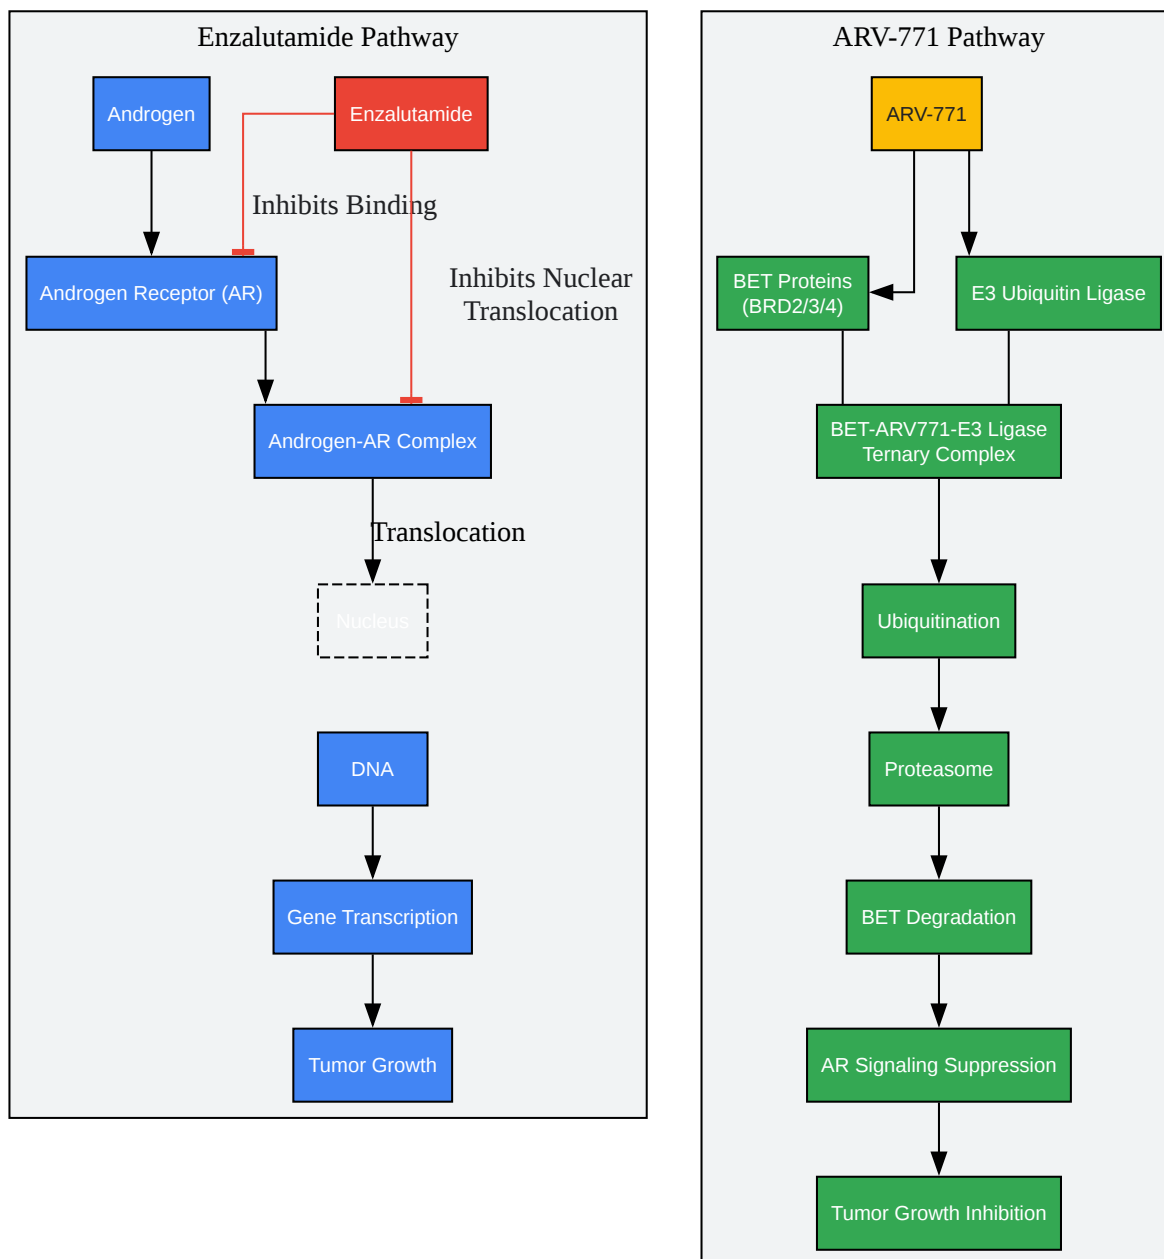 Enzalutamide Pathway
Androgen
Enzalutamide
Inhibits Binding
Androgen Receptor (AR)
Inhibits Nuclear
Translocation
Androgen-AR Complex
Translocation
Nucleus
DNA
Gene Transcription
Tumor Growth
ARV-771 Pathway
ARV-771
BET Proteins
(BRD2/3/4)
E3 Ubiquitin Ligase
BET-ARV771-E3 Ligase
Ternary Complex
Ubiquitination
Proteasome
BET Degradation
AR Signaling Suppression
Tumor Growth Inhibition